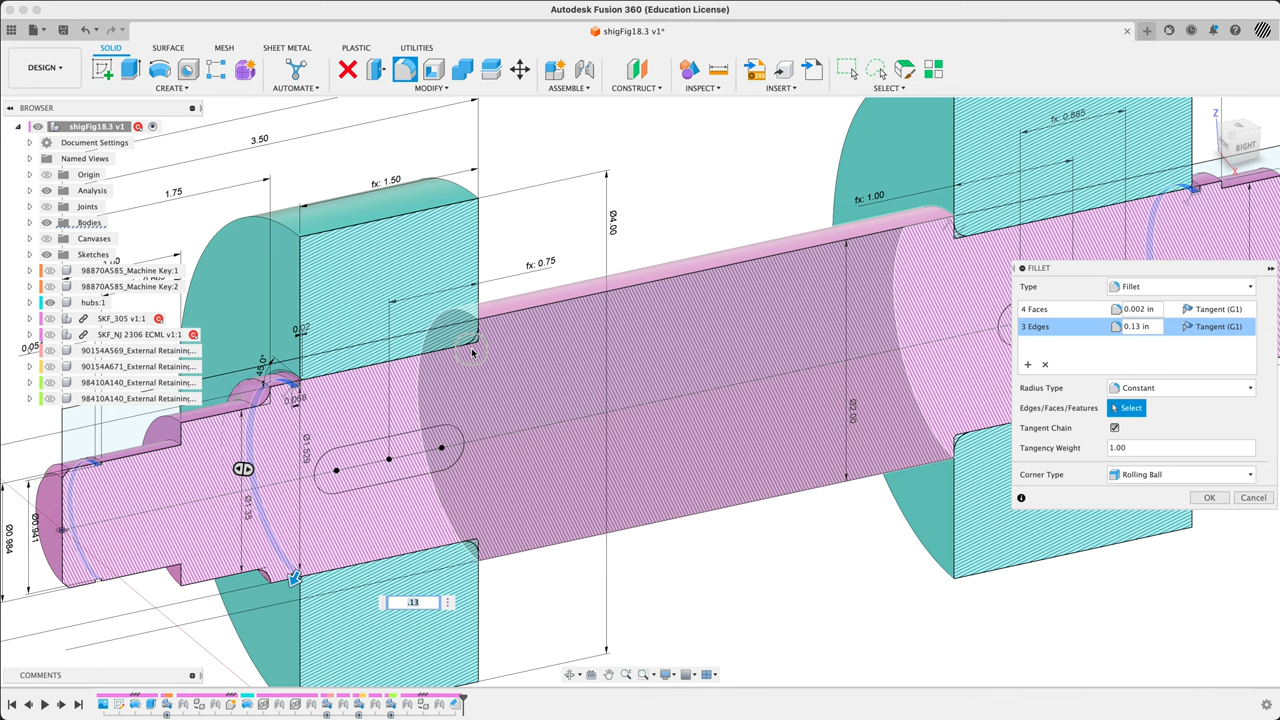 Autodesk Fusion 360 (Education License)
shigFig18.3 v1*
SOLID SURFACE MESH SHEET METAL PLASTIC UTILITIES
DESIGN
CREATE AUTOMATE MODIFY ASSEMBLE CONSTRUCT INSPECT INSERT SELECT
BROWSER
shigFig18.3 v1
Document Settings
Named Views
Origin
Analysis
Joints
Bodies
Canvases
Sketches
98870A585_Machine Key:1
98870A585_Machine Key:2
hubs:1
SKF_305 v1:1
SKF_NJ 2306 ECML v1:1
90154A569_External Retaining...
90154A671_External Retaining...
98410A140_External Retaining...
98410A140_External Retaining...
3.50
1.75
fx: 1.50
Ø4.00
fx: 0.75
0.02
45.0°
0.068
Ø1.529
Ø1.35
Ø0.941
Ø0.984
0.05
Ø2.00
fx: 1.00
fx: 0.885
Z
RIGHT
FILLET
Type Fillet
4 Faces 0.002 in Tangent (G1)
3 Edges 0.13 in Tangent (G1)
Radius Type Constant
Edges/Faces/Features Select
Tangent Chain
Tangency Weight 1.00
Corner Type Rolling Ball
OK Cancel
.13
COMMENTS